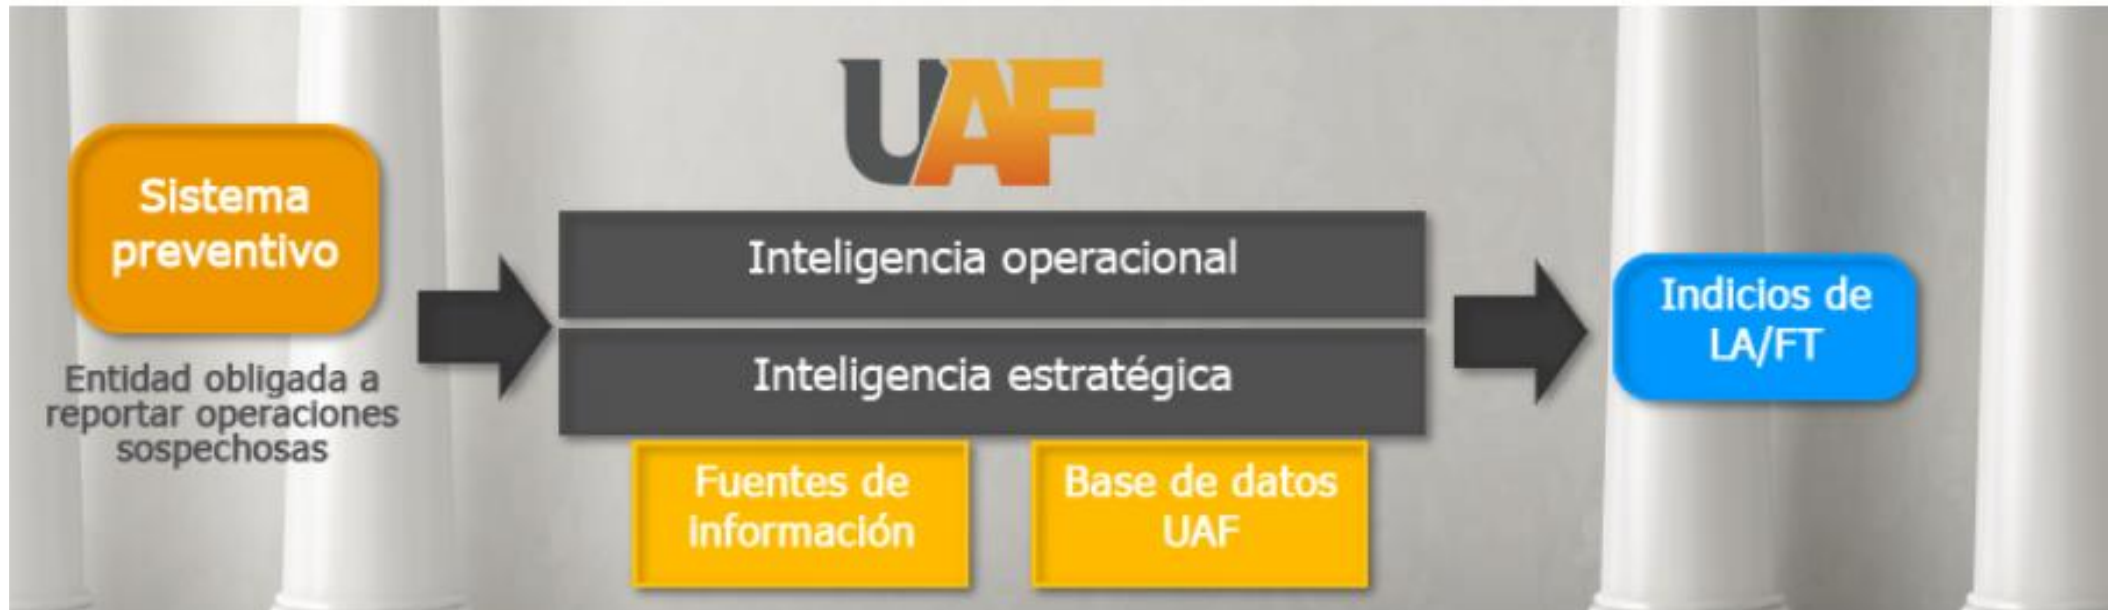 UAF
Sistema
preventivo
Entidad obligada a
reportar operaciones
sospechosas
Inteligencia operacional
Inteligencia estratégica
Fuentes de
información
Base de datos
UAF
Indicios de
LA/FT